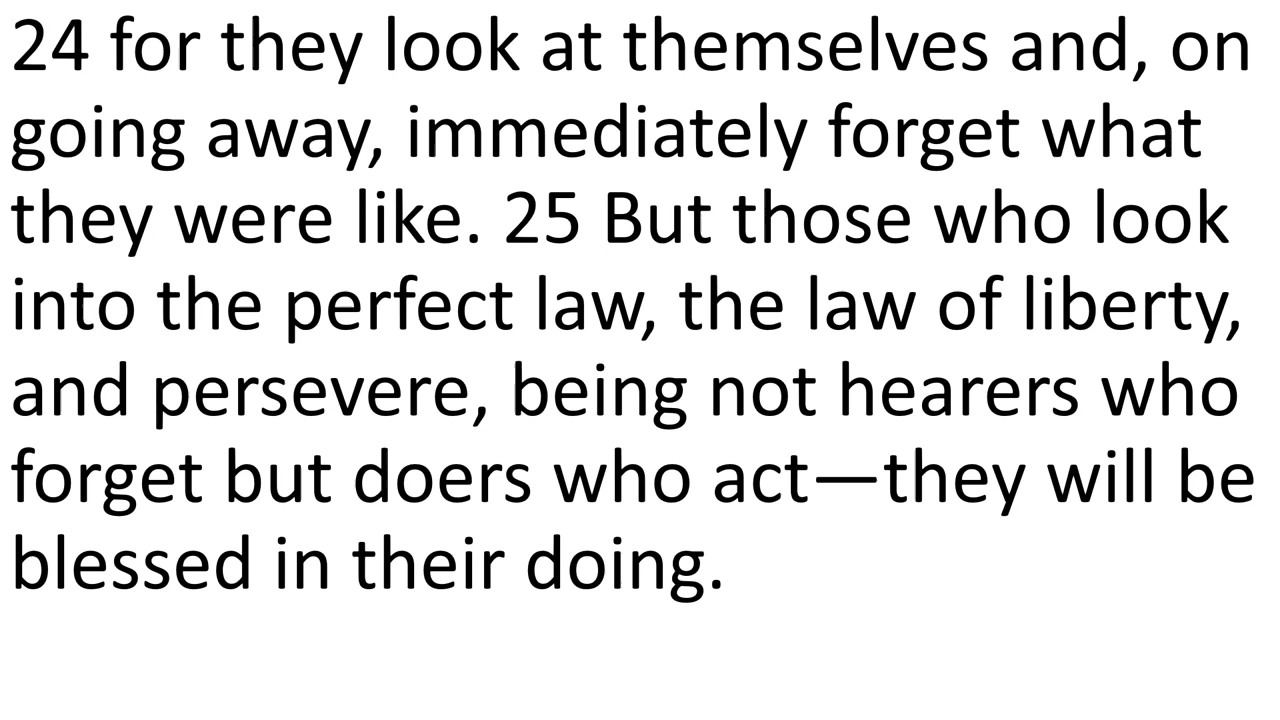 24 for they look at themselves and, on
going away, immediately forget what
they were like. 25 But those who look
into the perfect law, the law of liberty,
and persevere, being not hearers who
forget but doers who act—they will be
blessed in their doing.